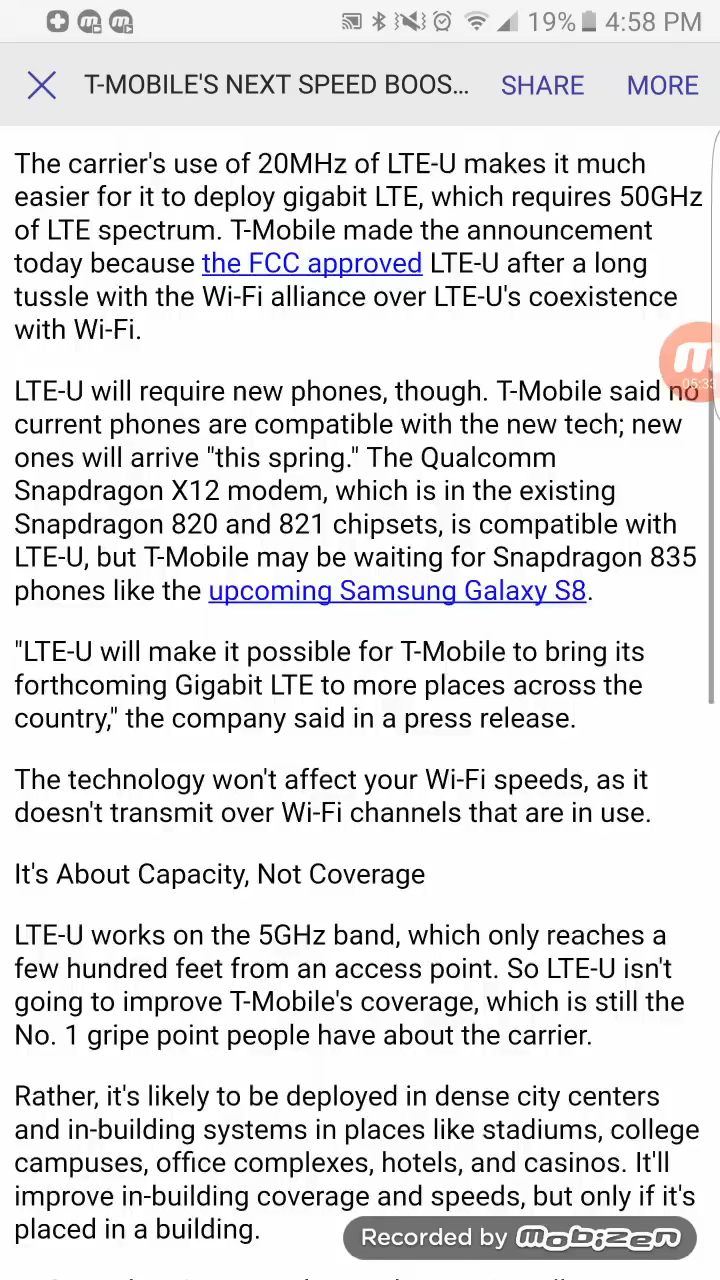 19% 4:58 PM
T-MOBILE'S NEXT SPEED BOOS... SHARE MORE
The carrier's use of 20MHz of LTE-U makes it much
easier for it to deploy gigabit LTE, which requires 50GHz
of LTE spectrum. T-Mobile made the announcement
today because the FCC approved LTE-U after a long
tussle with the Wi-Fi alliance over LTE-U's coexistence
with Wi-Fi.
m
05:33
LTE-U will require new phones, though. T-Mobile said no
current phones are compatible with the new tech; new
ones will arrive "this spring." The Qualcomm
Snapdragon X12 modem, which is in the existing
Snapdragon 820 and 821 chipsets, is compatible with
LTE-U, but T-Mobile may be waiting for Snapdragon 835
phones like the upcoming Samsung Galaxy S8.
"LTE-U will make it possible for T-Mobile to bring its
forthcoming Gigabit LTE to more places across the
country," the company said in a press release.
The technology won't affect your Wi-Fi speeds, as it
doesn't transmit over Wi-Fi channels that are in use.
It's About Capacity, Not Coverage
LTE-U works on the 5GHz band, which only reaches a
few hundred feet from an access point. So LTE-U isn't
going to improve T-Mobile's coverage, which is still the
No. 1 gripe point people have about the carrier.
Rather, it's likely to be deployed in dense city centers
and in-building systems in places like stadiums, college
campuses, office complexes, hotels, and casinos. It'll
improve in-building coverage and speeds, but only if it's
placed in a building.
Recorded by mobizen